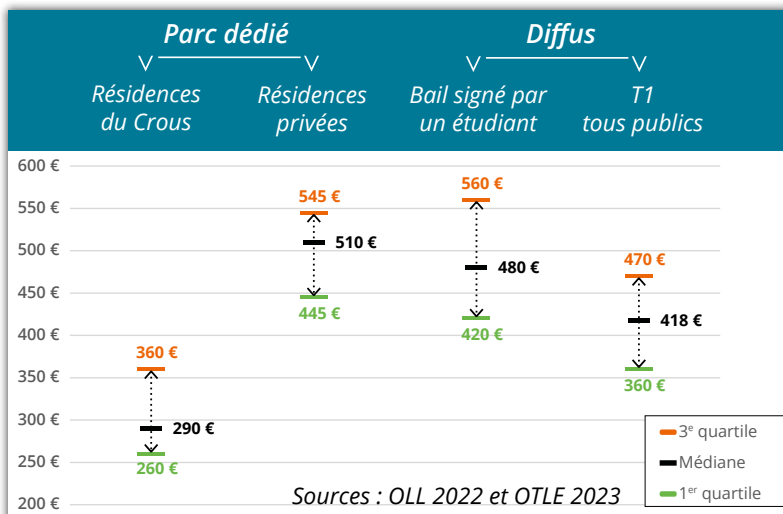 Parc dédié
Diffus
Résidences du Crous
Résidences privées
Bail signé par un étudiant
T1 tous publics
600 €
550 €
500 €
450 €
400 €
350 €
300 €
250 €
200 €
360 €
290 €
260 €
545 €
510 €
445 €
560 €
480 €
420 €
470 €
418 €
360 €
3e quartile
Médiane
1er quartile
Sources : OLL 2022 et OTLE 2023